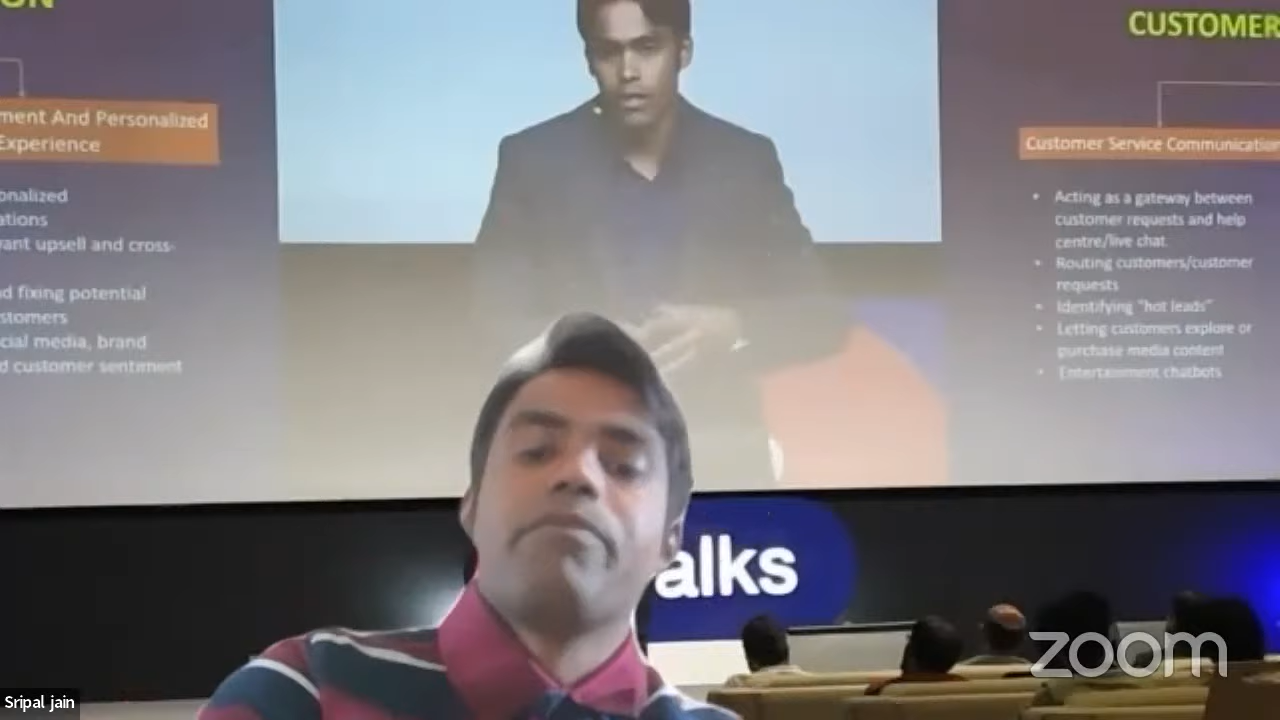 ON
CUSTOMER
ment And Personalized
Experience
onalized
ations
vant upsell and cross-
d fixing potential
stomers
cial media, brand
d customer sentiment
Customer Service Communication
• Acting as a gateway between
customer requests and help
centre/live chat.
• Routing customers/customer
requests
• Identifying "hot leads"
• Letting customers explore or
purchase media content
• Entertainment chatbots
alks
zoom
Sripal jain